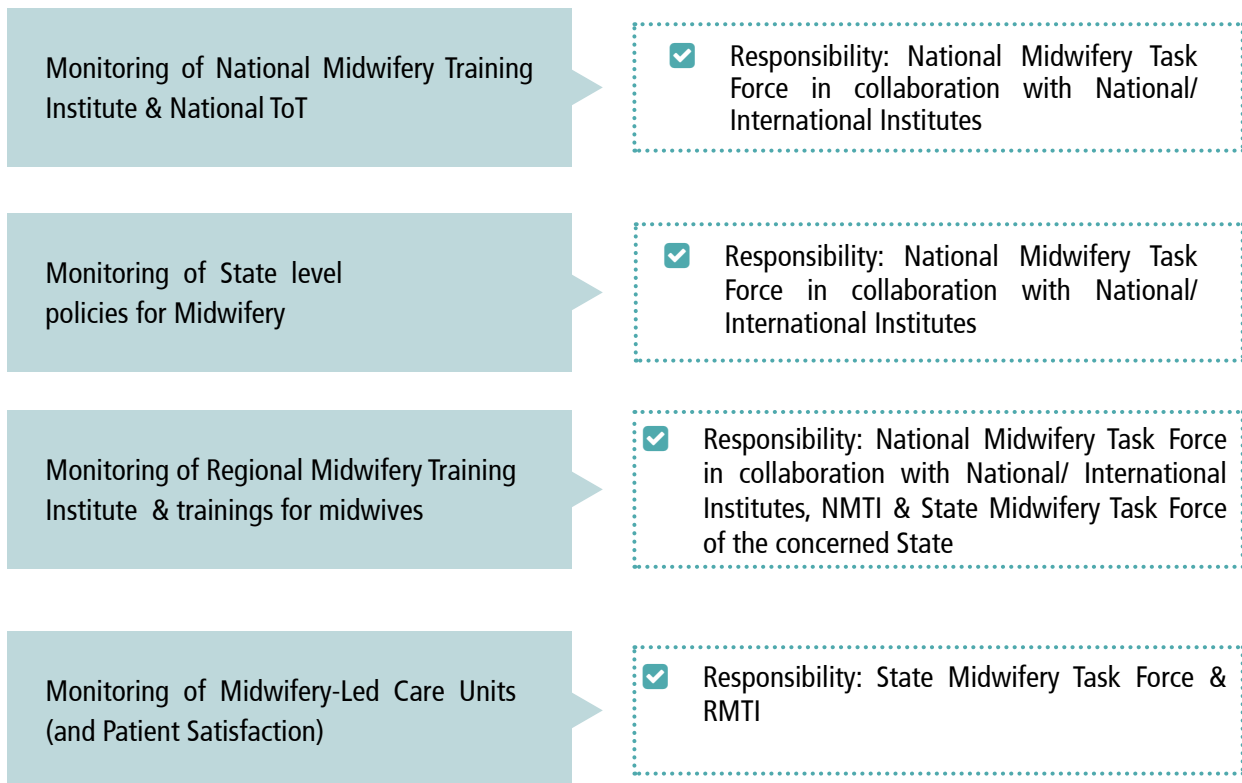 Monitoring of National Midwifery Training
Institute & National ToT
Responsibility: National Midwifery Task
Force in collaboration with National/
International Institutes
Monitoring of State level
policies for Midwifery
Responsibility: National Midwifery Task
Force in collaboration with National/
International Institutes
Monitoring of Regional Midwifery Training
Institute & trainings for midwives
Responsibility: National Midwifery Task Force
in collaboration with National/ International
Institutes, NMTI & State Midwifery Task Force
of the concerned State
Monitoring of Midwifery-Led Care Units
(and Patient Satisfaction)
Responsibility: State Midwifery Task Force &
RMTI